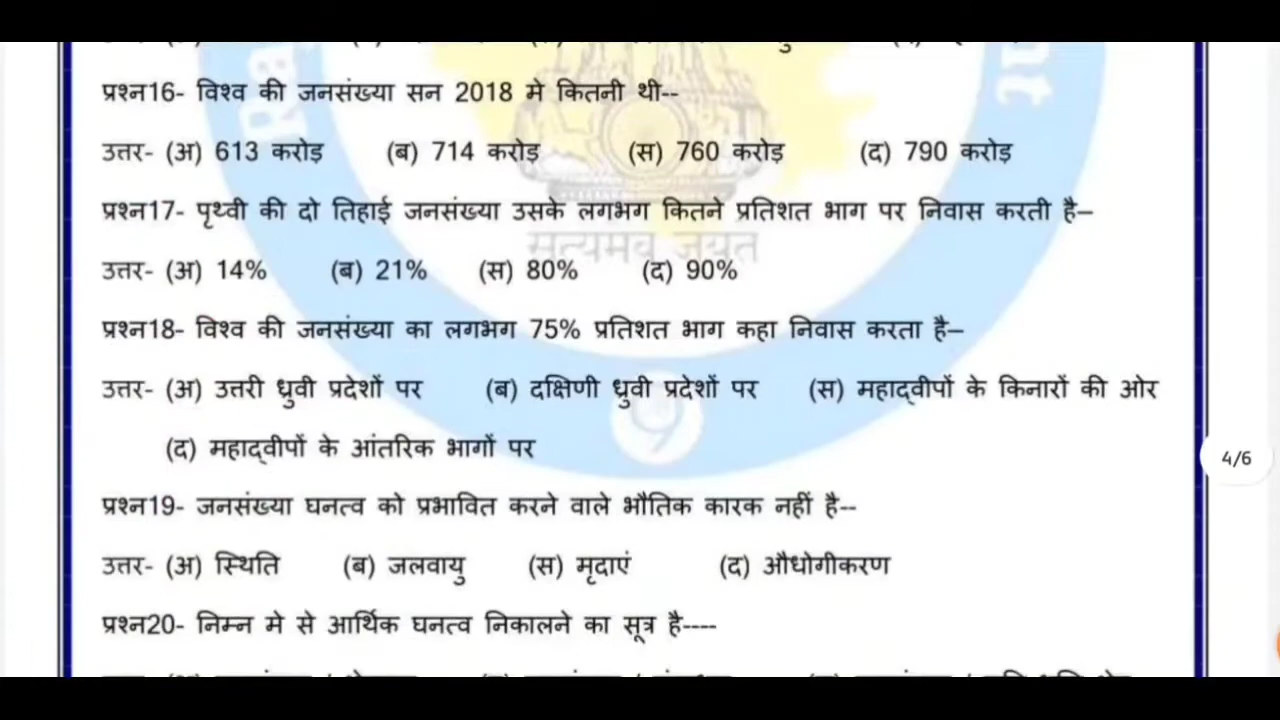 प्रश्न16- विश्व की जनसंख्या सन 2018 मे कितनी थी--
उत्तर- (अ) 613 करोड़ (ब) 714 करोड़ (स) 760 करोड़ (द) 790 करोड़
प्रश्न17- पृथ्वी की दो तिहाई जनसंख्या उसके लगभग कितने प्रतिशत भाग पर निवास करती है–
सत्यमेव जयते
उत्तर- (अ) 14% (ब) 21% (स) 80% (द) 90%
प्रश्न18- विश्व की जनसंख्या का लगभग 75% प्रतिशत भाग कहा निवास करता है–
उत्तर- (अ) उत्तरी ध्रुवी प्रदेशों पर (ब) दक्षिणी ध्रुवी प्रदेशों पर (स) महाद्वीपों के किनारों की ओर
(द) महाद्वीपों के आंतरिक भागों पर
4/6
प्रश्न19- जनसंख्या घनत्व को प्रभावित करने वाले भौतिक कारक नहीं है--
उत्तर- (अ) स्थिति (ब) जलवायु (स) मृदाएं (द) औधोगीकरण
प्रश्न20- निम्न मे से आर्थिक घनत्व निकालने का सूत्र है----